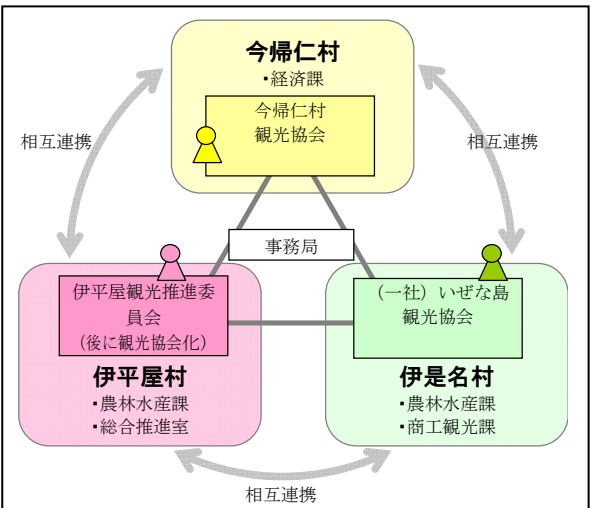 今帰仁村
・経済課
今帰仁村
観光協会
相互連携
相互連携
事務局
伊平屋観光推進委
員会
（後に観光協会化）
伊平屋村
・農林水産課
・総合推進室
（一社）いぜな島
観光協会
伊是名村
・農林水産課
・商工観光課
相互連携